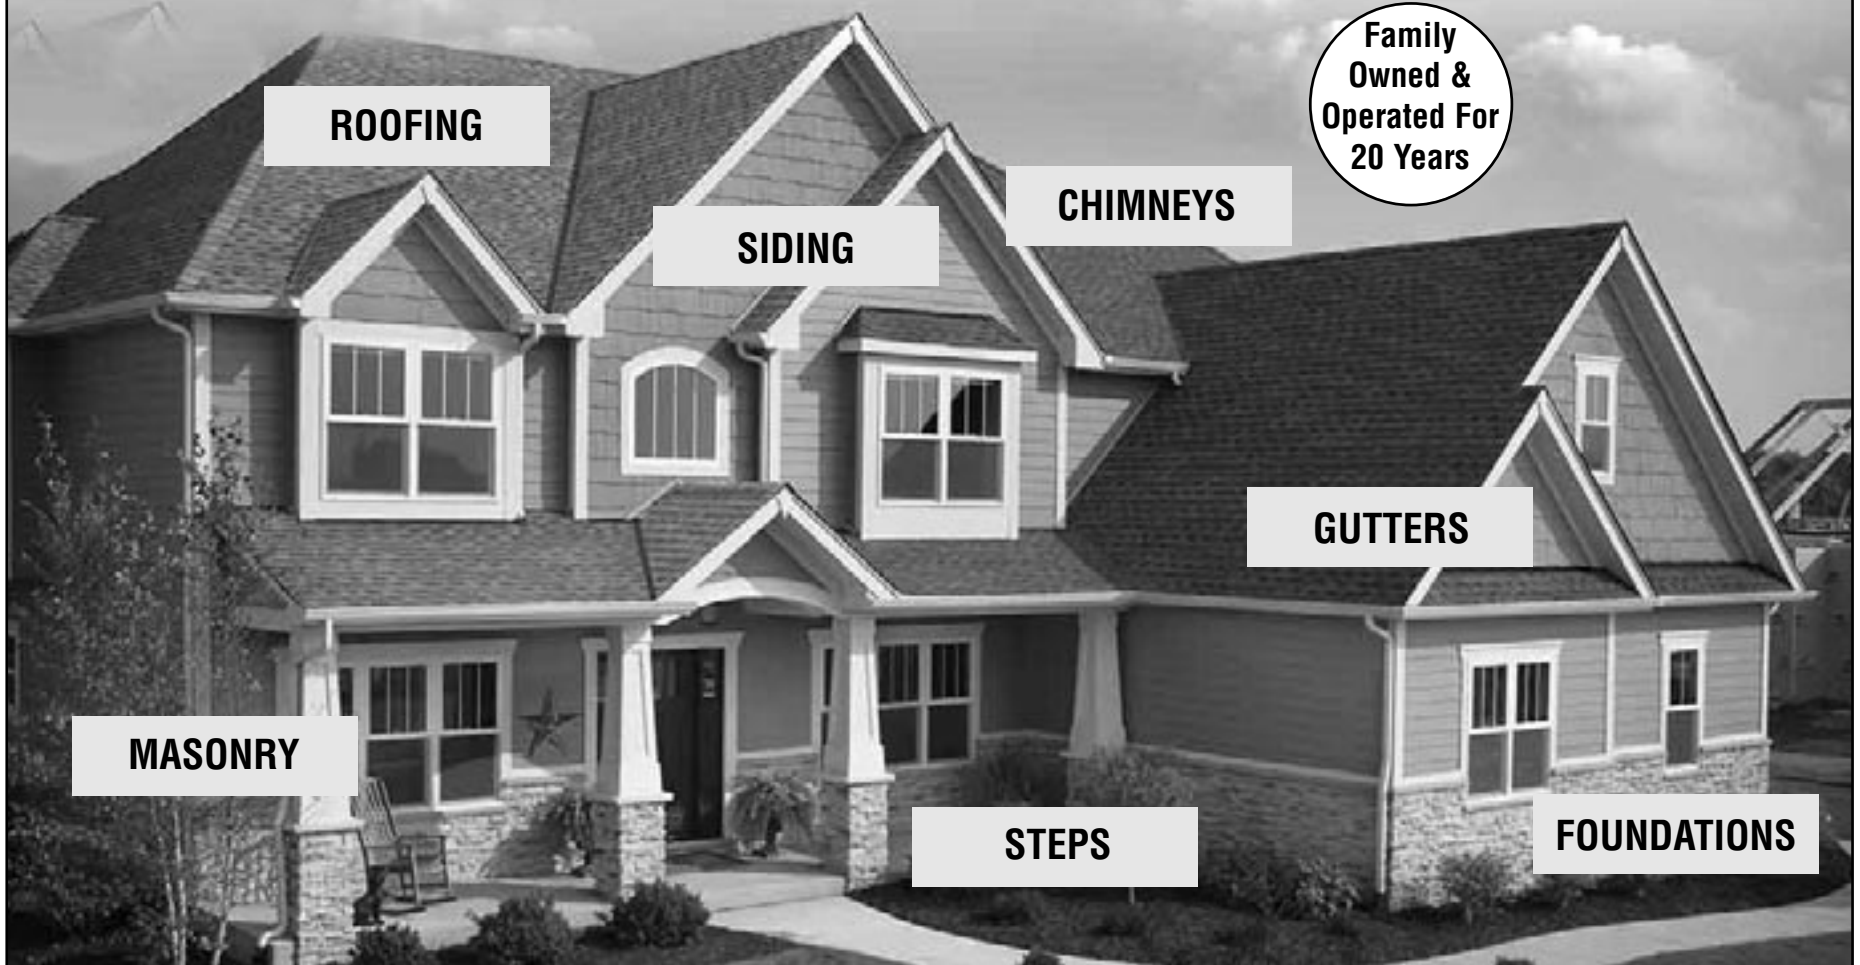 Family
Owned &
Operated For
20 Years
ROOFING
CHIMNEYS
SIDING
GUTTERS
MASONRY
STEPS
FOUNDATIONS